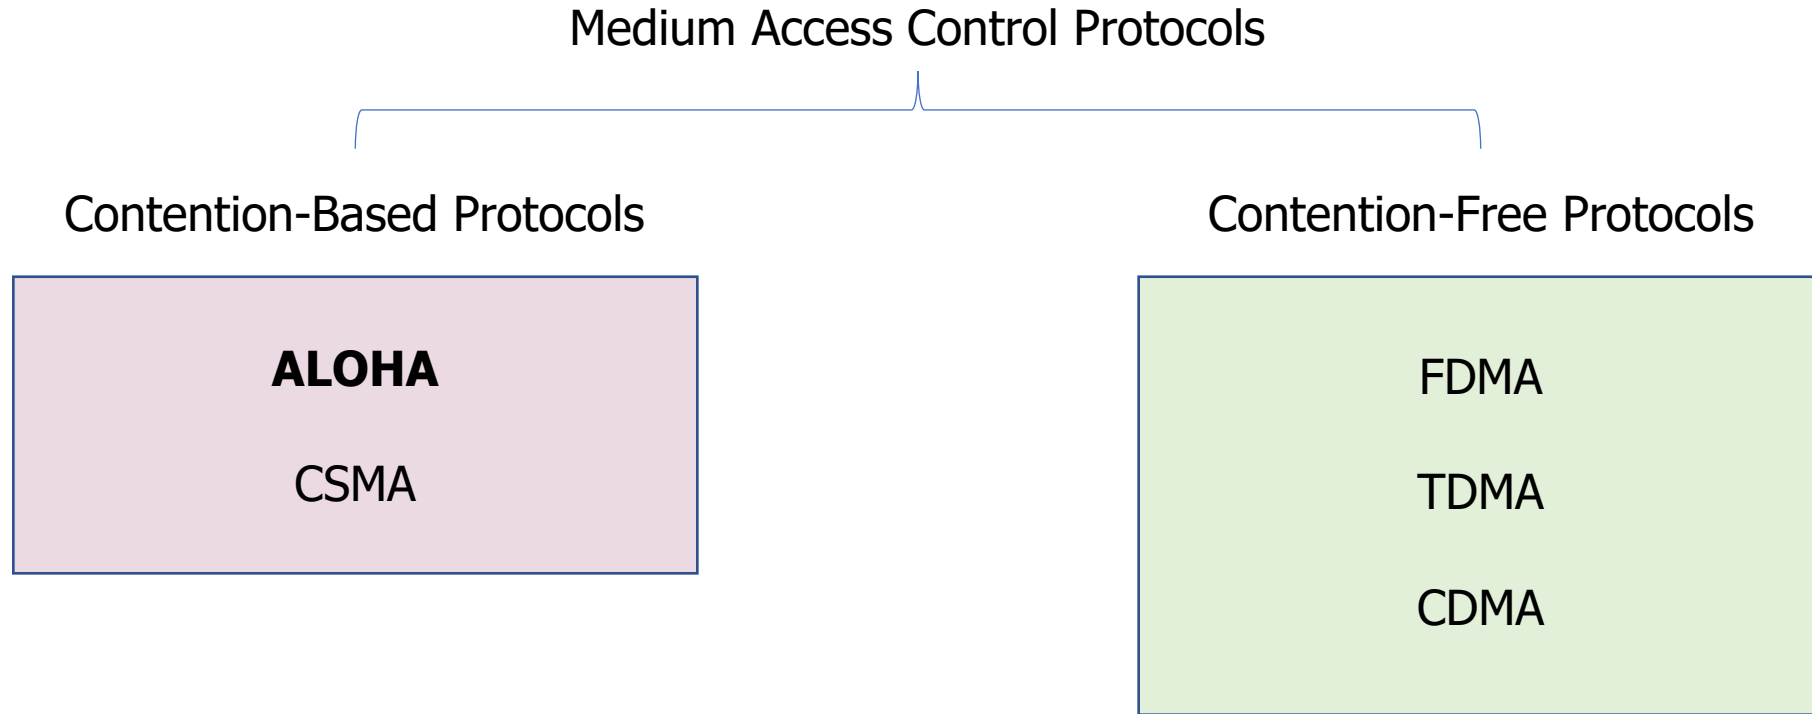 Medium Access Control Protocols
Contention-Based Protocols
ALOHA
CSMA
Contention-Free Protocols
FDMA
TDMA
CDMA